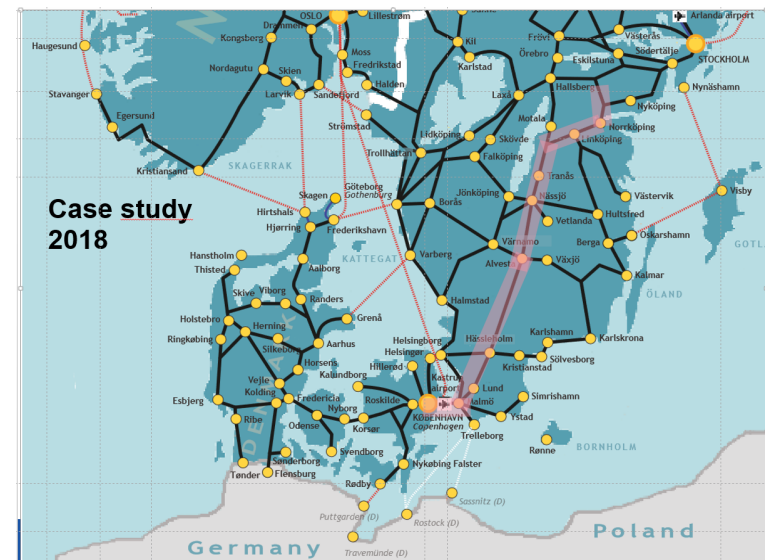 OSLO
Lillestrøm
Arlanda airport
Drammen
Kongsberg
Haugesund
Moss
Nordagutu
Skien
Fredrikstad
Larvik
Sandefjord
Halden
Stavanger
Egersund
Strömstad
Kristiansand
SKAGERRAK
Kil
Karlstad
Frövi
Västerås
Örebro
Eskilstuna
Södertälje
STOCKHOLM
Laxå
Hallsberg
Nynäshamn
Nyköping
Motala
Norrköping
Linköping
Lidköping
Skövde
Trollhättan
Falköping
Tranås
Case study
2018
Skagen
Göteborg
Gothenburg
Borås
Jönköping
Nässjö
Västervik
Visby
Hirtshals
Hjørring
Frederikshavn
Vetlanda
Hultsred
Oskarshamn
GOTL
Hanstholm
Thisted
Aalborg
KATTEGAT
Varberg
Värnamo
Alvesta
Växjö
Berga
Kalmar
ÖLAND
Skive
Viborg
Randers
Halmstad
Holstebro
Herning
Grenå
Ringkøbing
Silkeborg
Aarhus
Helsingborg
Hässleholm
Karlshamn
Karlskrona
Horsens
Kalundborg
Helsingør
Hillerød
Kristianstad
Sölvesborg
Vejle
Kolding
Fredericia
Roskilde
Kastrup
airport
Lund
Simrishamn
Esbjerg
DENMARK
Nyborg
KØBENHAVN
Copenhagen
Malmö
Ribe
Odense
Korsør
Ystad
Trelleborg
Sønderborg
Svendborg
Rønne
BORNHOLM
Tønder
Flensburg
Nykøbing Falster
Rødby
Sassnitz (D)
Puttgarden (D)
Rostock (D)
Poland
Germany
Travemünde (D)